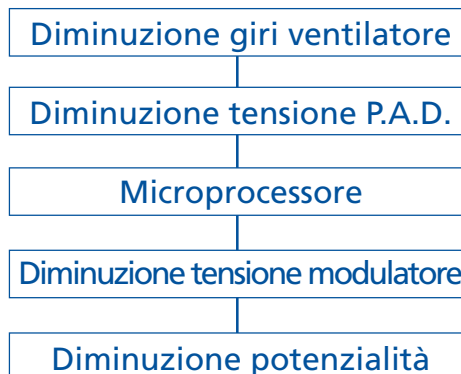 Diminuzione giri ventilatore
Diminuzione tensione P.A.D.
Microprocessore
Diminuzione tensione modulatore
Diminuzione potenzialità